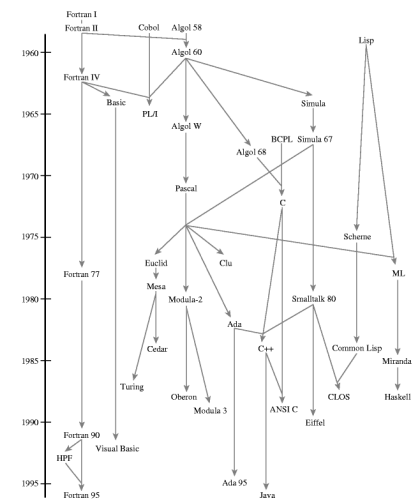 Fortran I
Fortran II Cobol Algol 58
1960 Algol 60 Lisp
Fortran IV
Basic Simula
1965 PL/I
Algol W
BCPL Simula 67
Algol 68
1970
Pascal
C
1975 Scheme
Euclid Clu
Fortran 77 ML
Mesa
1980 Modula-2 Smalltalk 80
Ada
Cedar C++ Common Lisp
1985 Miranda
Turing
Oberon CLOS Haskell
Modula 3 ANSI C
1990 Eiffel
Fortran 90
HPF Visual Basic
1995 Ada 95
Fortran 95 Java